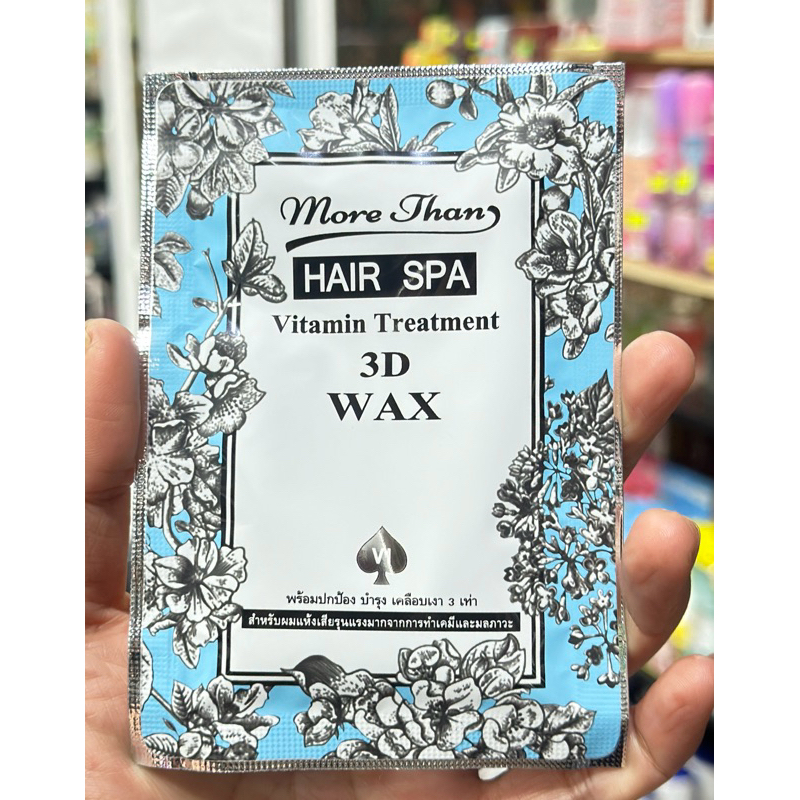 More Than
HAIR SPA
Vitamin Treatment
3D
WAX
VI
พร้อมปกป้อง บำรุง เคลือบเงา 3 เท่า
สำหรับผมแห้งเสียรุนแรงมากจากการทำเคมีและมลภาวะ